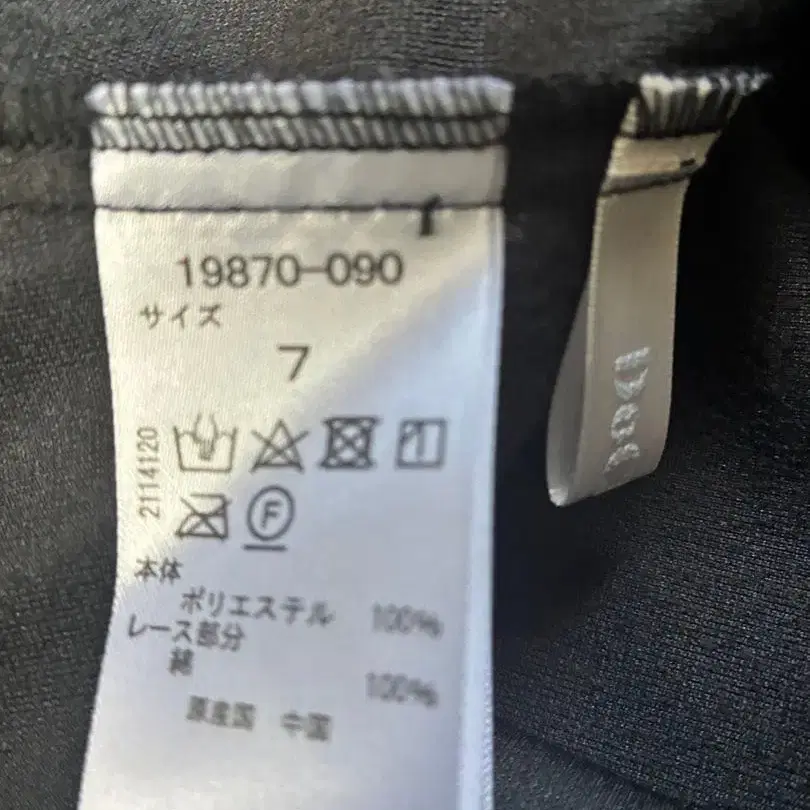 19870-090
サイズ
7
2114120
F
本体
ポリエステル 100%
レース部分
綿 100%
原産国 中国